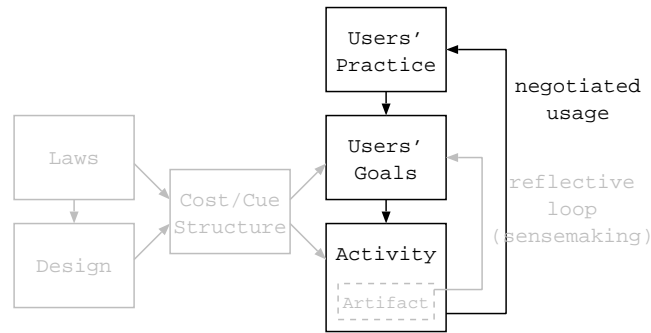 Users'
Practice
negotiated
usage
Laws
Users'
Goals
Cost/Cue
Structure
reflective
loop
(sensemaking)
Design
Activity
Artifact